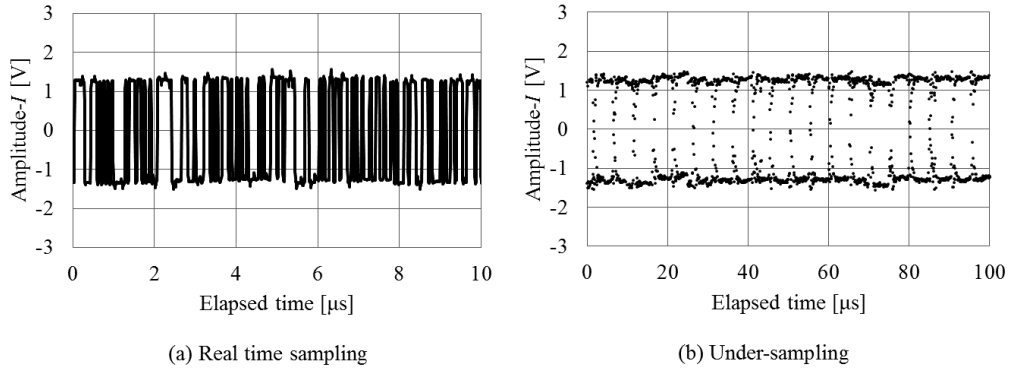 3
2
1
0
-1
-2
-3
Amplitude-I [V]
0 2 4 6 8 10
Elapsed time [μs]
(a) Real time sampling
3
2
1
0
-1
-2
-3
Amplitude-I [V]
0 20 40 60 80 100
Elapsed time [μs]
(b) Under-sampling